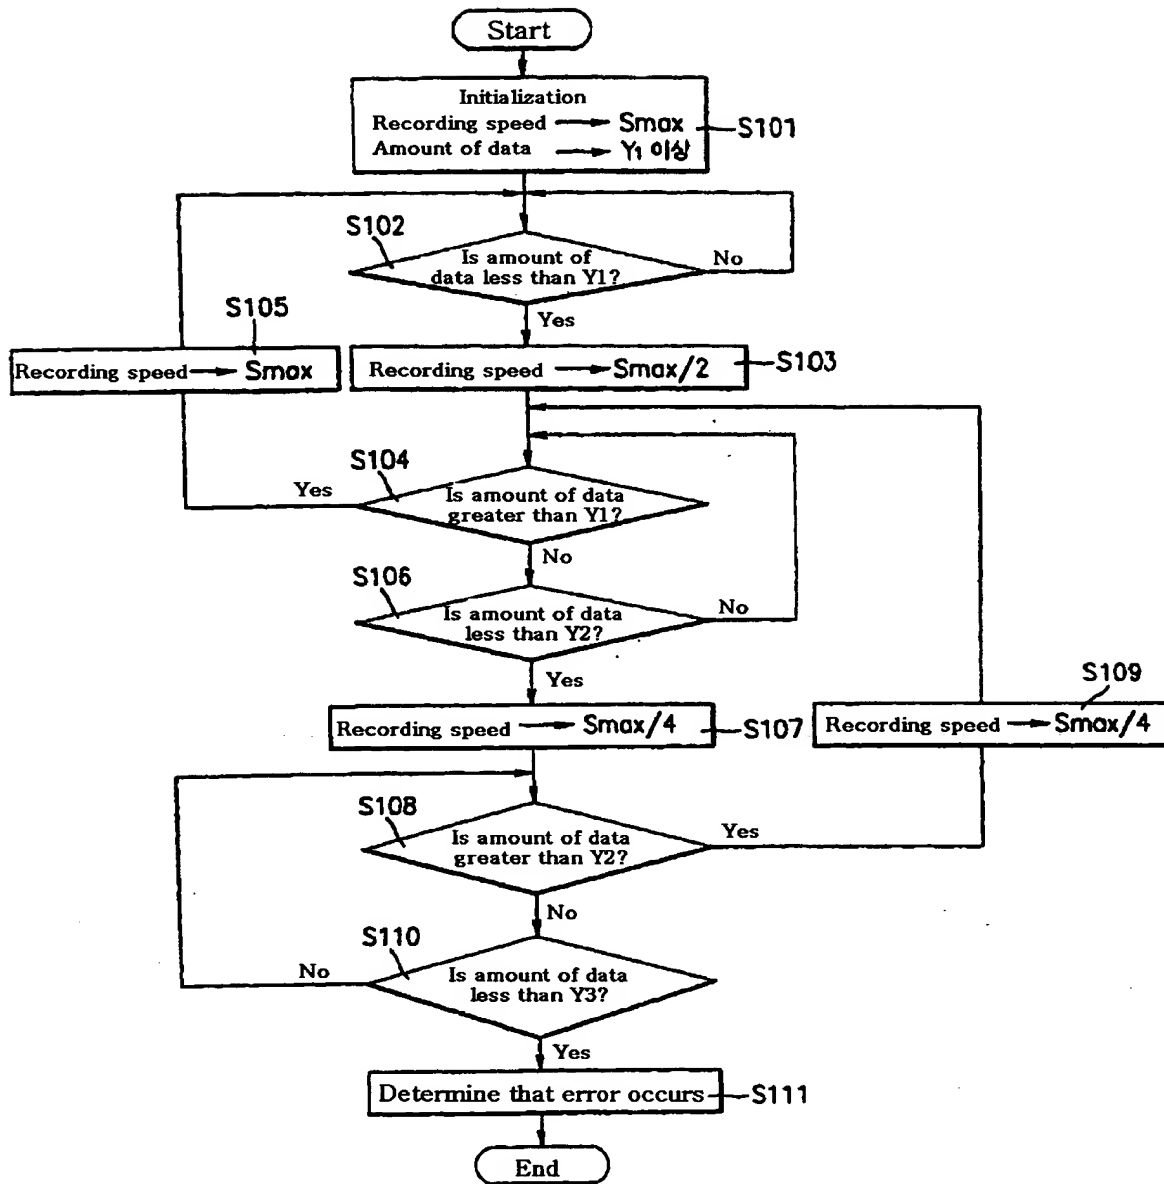 Start
Initialization
Recording speed → Smax
S101
Amount of data → Y1 이상
S102
Is amount of
data less than Y1?
No
Yes
S105
Recording speed → Smax
Recording speed → Smax/2
S103
S104
Yes
Is amount of data
greater than Y1?
No
S106
Is amount of data
less than Y2?
No
Yes
S109
Recording speed → Smax/4
S107
Recording speed → Smax/4
S108
Is amount of data
greater than Y2?
Yes
No
S110
No
Is amount of data
less than Y3?
Yes
Determine that error occurs
S111
End